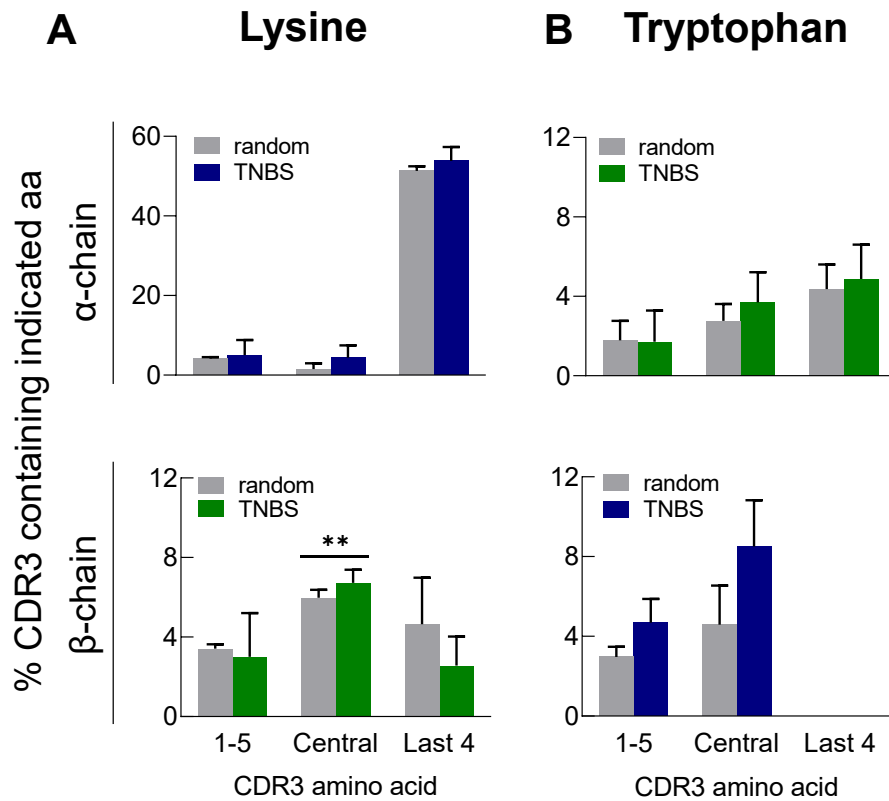 A Lysine
B Tryptophan
% CDR3 containing indicated aa
α-chain
60
40
20
0
random
TNBS
12
8
4
0
random
TNBS
β-chain
12
8
4
0
random
TNBS
**
1-5 Central Last 4
CDR3 amino acid
12
8
4
0
random
TNBS
1-5 Central Last 4
CDR3 amino acid